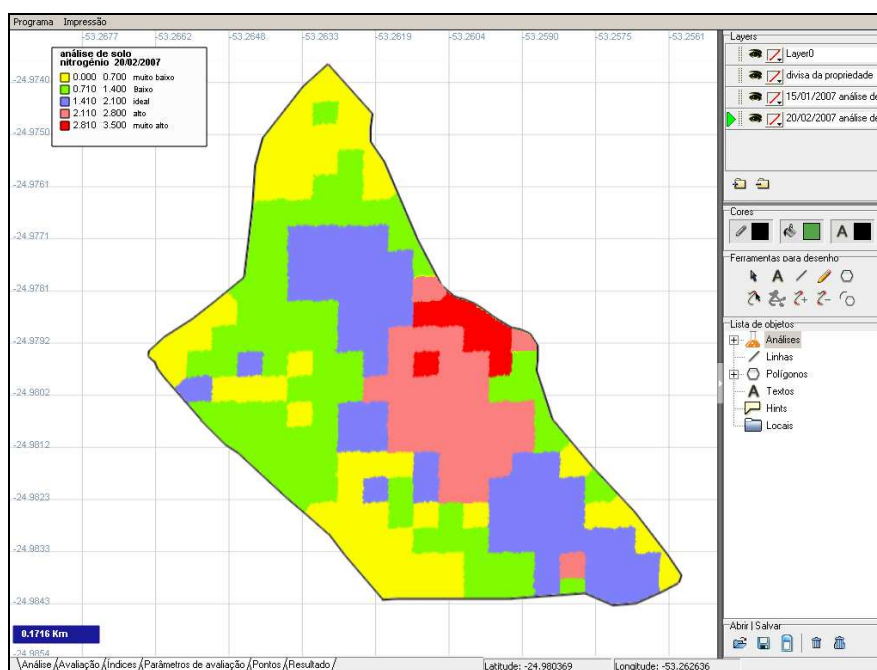 Programa Impressão
-53.2677 -53.2662 -53.2648 -53.2633 -53.2619 -53.2604 -53.2590 -53.2575 -53.2561
análise de solo
nitrogénio 20/02/2007
0.000 0.700 muito baixo
0.710 1.400 Baixo
1.410 2.100 ideal
2.110 2.800 alto
2.810 3.500 muito alto
-24.9740
-24.9750
-24.9761
-24.9771
-24.9781
-24.9792
-24.9802
-24.9812
-24.9823
-24.9833
-24.9843
-24.9854
0.1716 Km
Layers
Layer0
divisa da propriedade
15/01/2007 análise de
20/02/2007 análise de
Cores
A
Ferramentas para desenho
A
Lista de objetos
Análises
Linhas
Polígonos
A Textos
Hints
Locais
Abrir | Salvar
Análise Avaliação Índices Parâmetros de avaliação Pontos Resultado
Latitude: -24.980369 Longitude: -53.262636